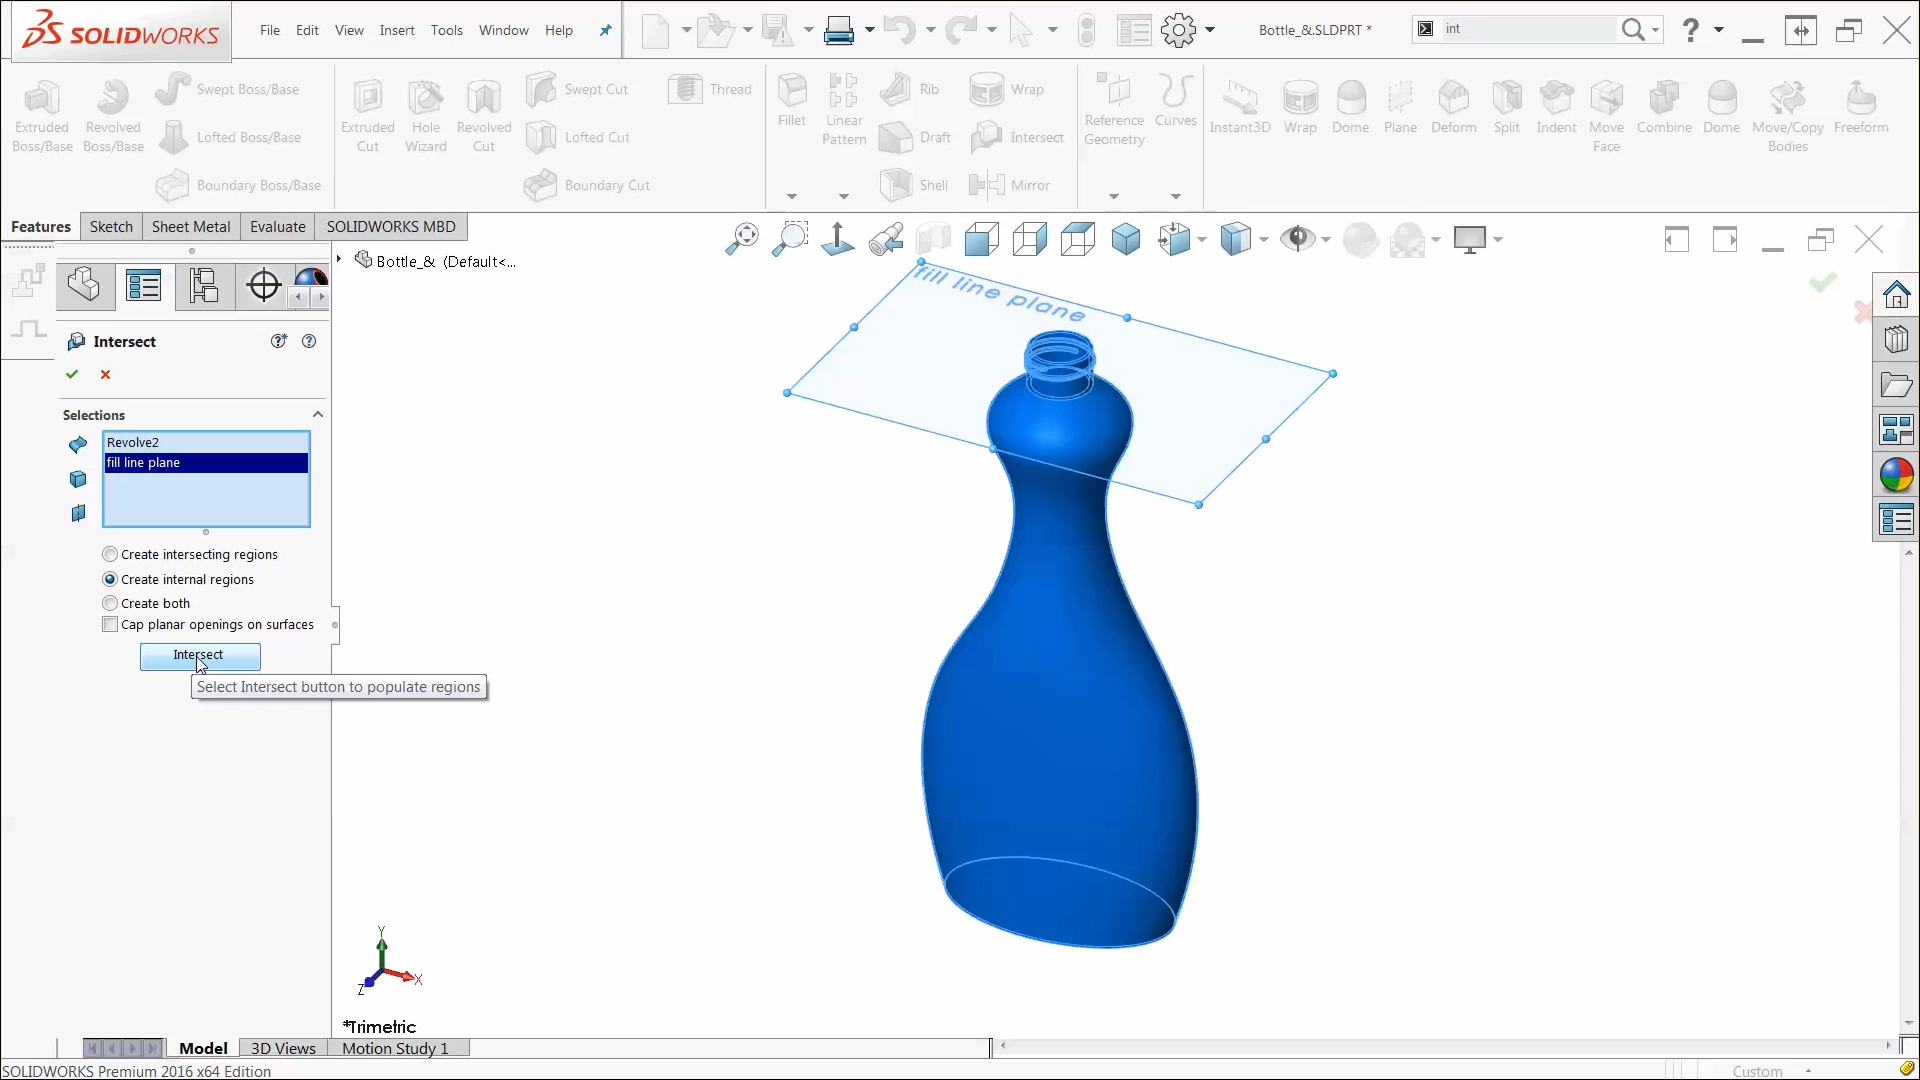 SOLIDWORKS
File Edit View Insert Tools Window Help
Bottle_&.SLDPRT *
int
Extruded Boss/Base
Revolved Boss/Base
Swept Boss/Base
Lofted Boss/Base
Boundary Boss/Base
Extruded Cut
Hole Wizard
Revolved Cut
Swept Cut
Lofted Cut
Boundary Cut
Thread
Fillet
Linear Pattern
Rib
Draft
Shell
Wrap
Intersect
Mirror
Reference Geometry
Curves
Instant3D
Wrap
Dome
Plane
Deform
Split
Indent
Move Face
Combine
Dome
Move/Copy Bodies
Freeform
Features Sketch Sheet Metal Evaluate SOLIDWORKS MBD
Bottle_& (Default<...
fill line plane
Intersect
Selections
Revolve2
fill line plane
Create intersecting regions
Create internal regions
Create both
Cap planar openings on surfaces
Intersect
Select Intersect button to populate regions
Y
X
Z
*Trimetric
Model 3D Views Motion Study 1
SOLIDWORKS Premium 2016 x64 Edition
Custom